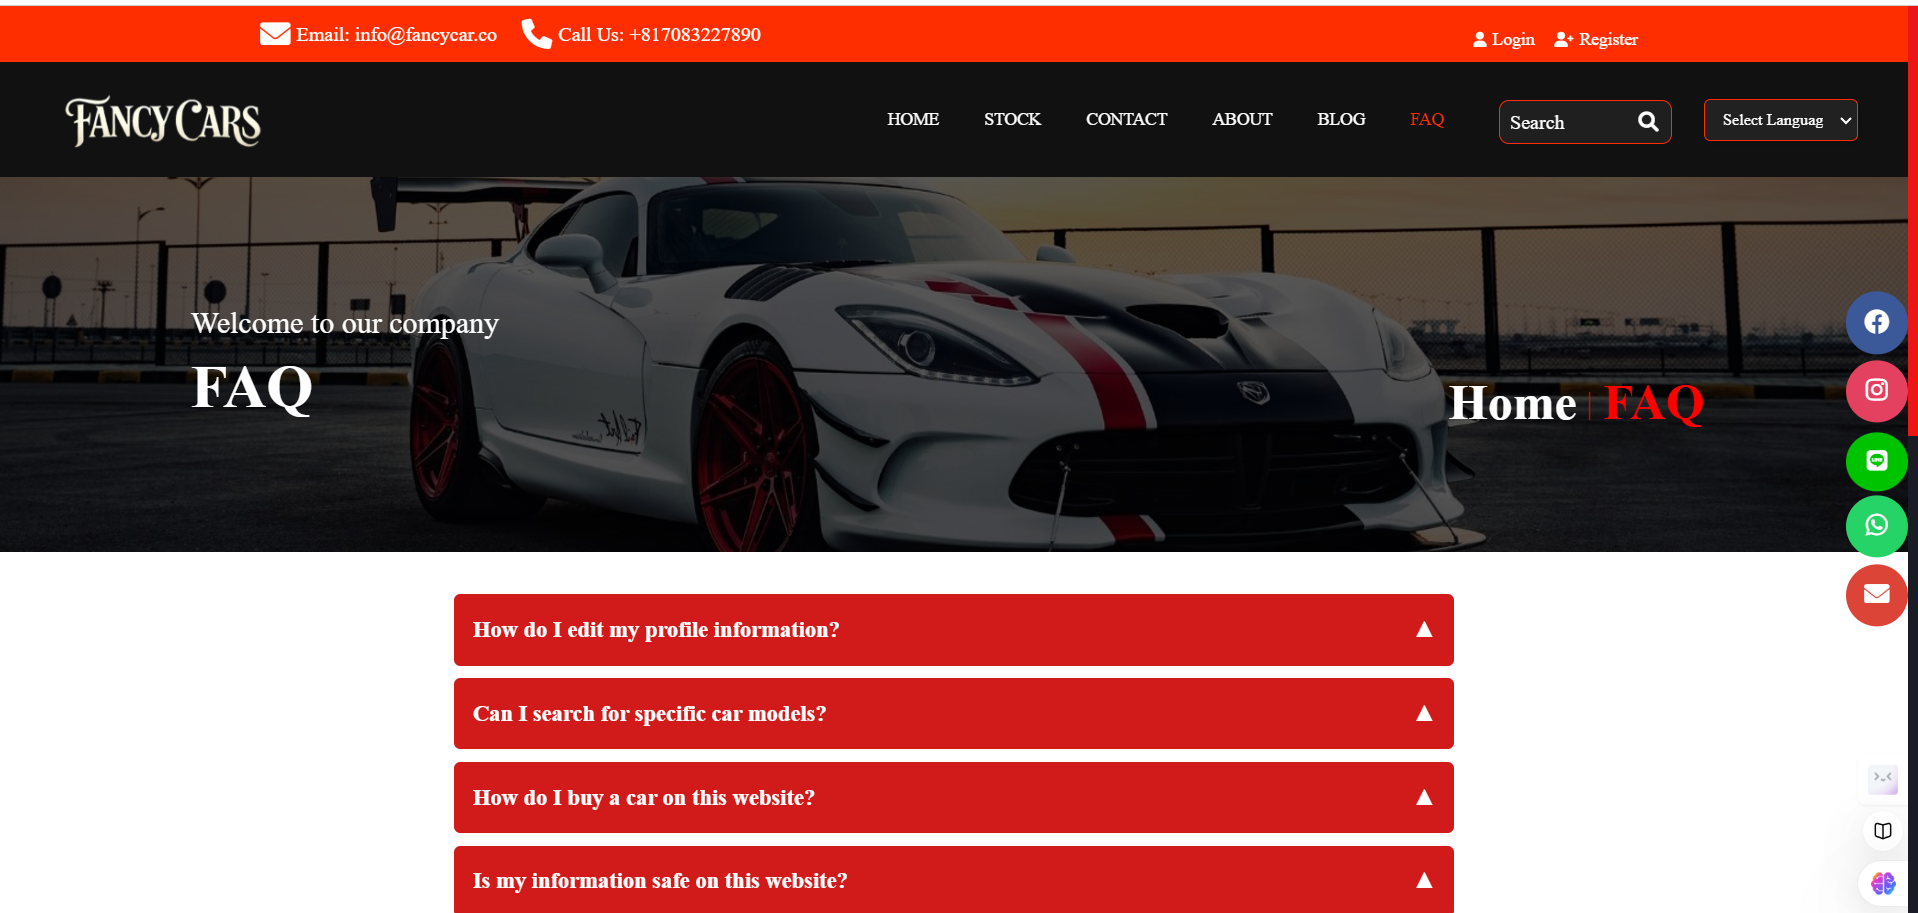 Email: info@fancycar.co
Call Us: +817083227890
Login
Register
FANCY CARS
HOME
STOCK
CONTACT
ABOUT
BLOG
FAQ
Search
Select Languag
Welcome to our company
FAQ
Home | FAQ
How do I edit my profile information?
Can I search for specific car models?
How do I buy a car on this website?
Is my information safe on this website?